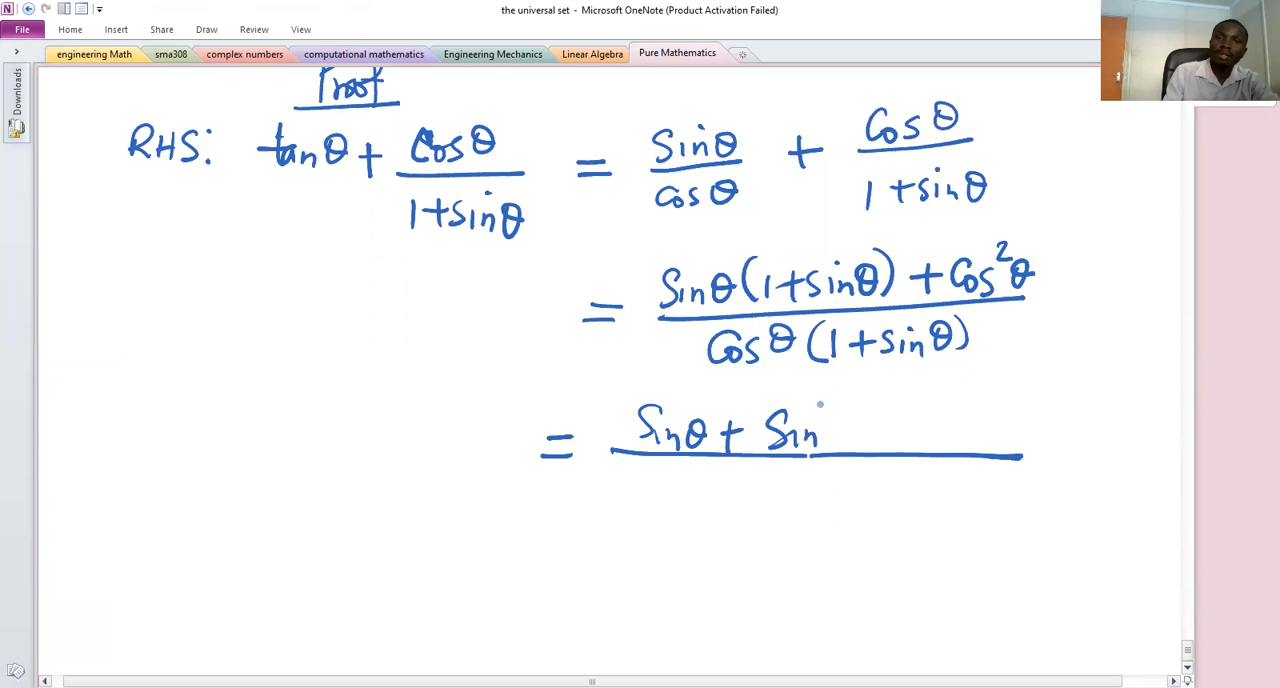 the universal set - Microsoft OneNote (Product Activation Failed)
File Home Insert Share Draw Review View
engineering Math sma308 complex numbers computational mathematics Engineering Mechanics Linear Algebra Pure Mathematics
Downloads
Proof
RHS: tanθ + cosθ/(1+sinθ) = sinθ/cosθ + cosθ/(1+sinθ)
= (sinθ(1+sinθ) + cos²θ)/(cosθ(1+sinθ))
= sinθ + sin